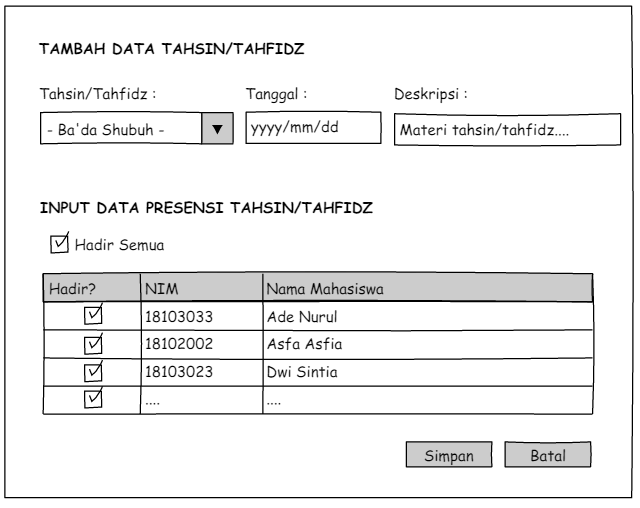 TAMBAH DATA TAHSIN/TAHFIDZ
Tahsin/Tahfidz : Tanggal : Deskripsi :
- Ba'da Shubuh - yyyy/mm/dd Materi tahsin/tahfidz....
INPUT DATA PRESENSI TAHSIN/TAHFIDZ
Hadir Semua
Hadir? NIM Nama Mahasiswa
18103033 Ade Nurul
18102002 Asfa Asfia
18103023 Dwi Sintia
.... ....
Simpan Batal